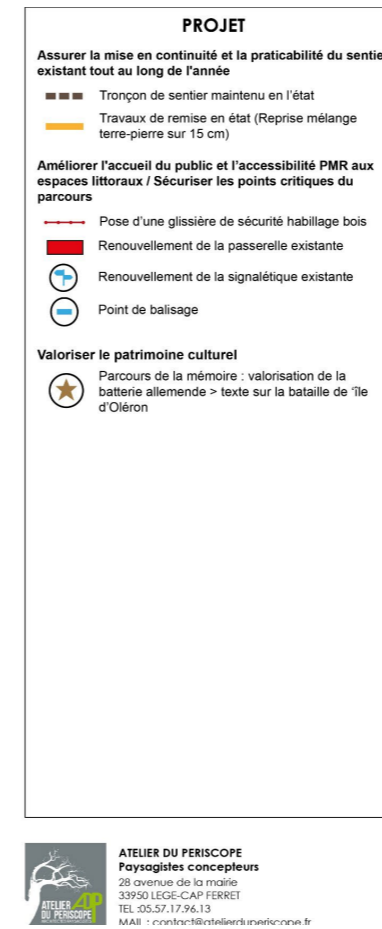 PROJET
Assurer la mise en continuité et la praticabilité du sentie
existant tout au long de l'année
Tronçon de sentier maintenu en l'état
Travaux de remise en état (Reprise mélange
terre-pierre sur 15 cm)
Améliorer l'accueil du public et l'accessibilité PMR aux
espaces littoraux / Sécuriser les points critiques du
parcours
Pose d'une glissière de sécurité habillage bois
Renouvellement de la passerelle existante
Renouvellement de la signalétique existante
Point de balisage
Valoriser le patrimoine culturel
Parcours de la mémoire : valorisation de la
batterie allemende > texte sur la bataille de 'île
d'Oléron
ATELIER DU PERISCOPE
Paysagistes concepteurs
28 avenue de la mairie
33950 LEGE-CAP FERRET
TEL :05.57.17.96.13
MAIL : contact@atelierduperiscope.fr
ATELIER
DU PERISCOPE
ADP